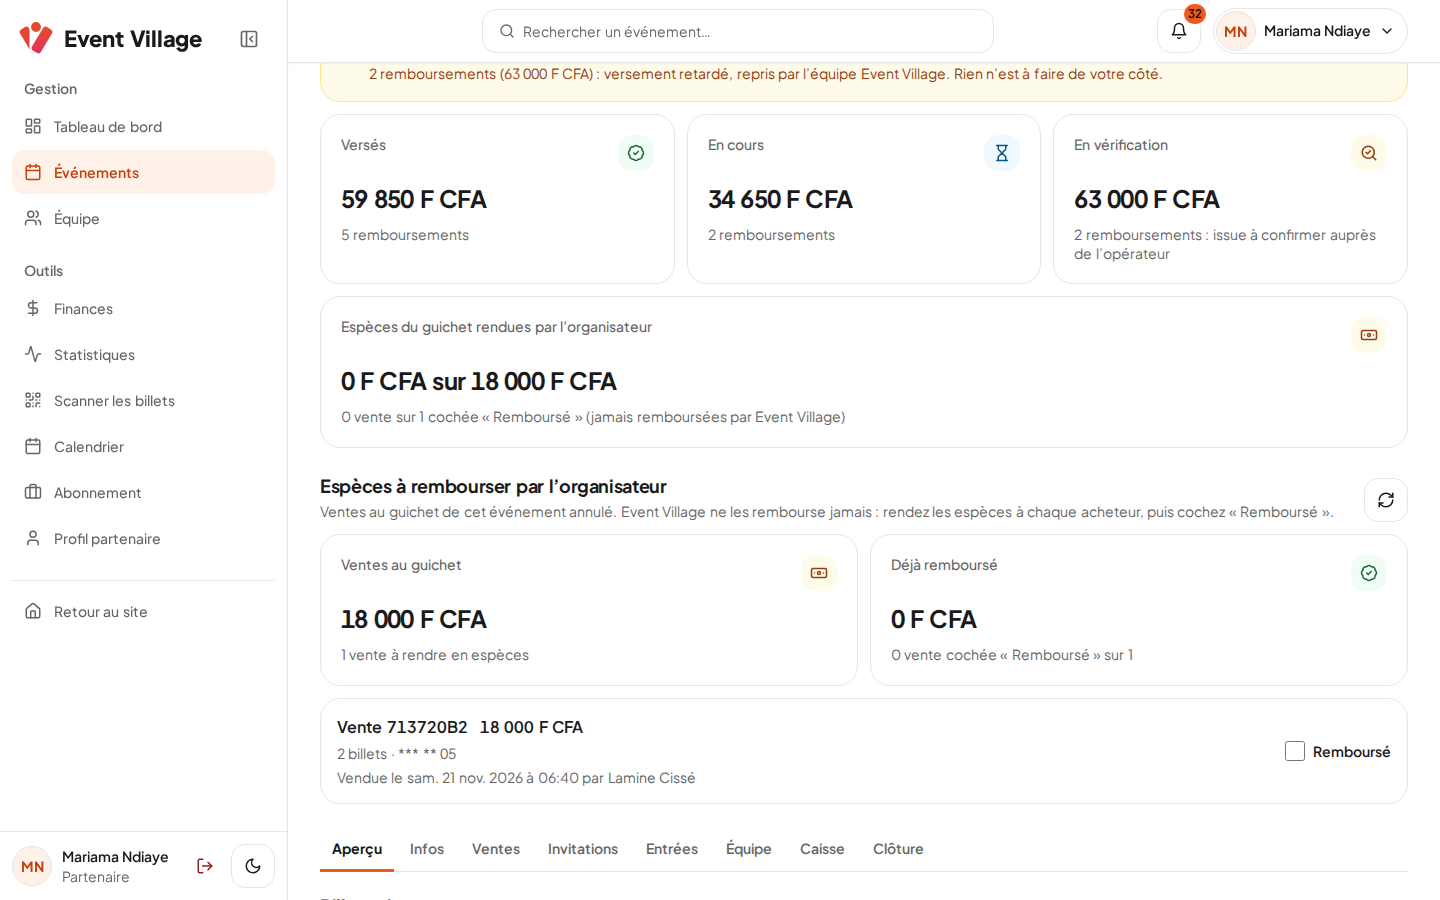 Event Village
Rechercher un événement…
32
MN
Mariama Ndiaye
Gestion
Tableau de bord
Événements
Équipe
Outils
Finances
Statistiques
Scanner les billets
Calendrier
Abonnement
Profil partenaire
Retour au site
MN
Mariama Ndiaye
Partenaire
2 remboursements (63 000 F CFA) : versement retardé, repris par l’équipe Event Village. Rien n’est à faire de votre côté.
Versés
59 850 F CFA
5 remboursements
En cours
34 650 F CFA
2 remboursements
En vérification
63 000 F CFA
2 remboursements : issue à confirmer auprès
de l’opérateur
Espèces du guichet rendues par l’organisateur
0 F CFA sur 18 000 F CFA
0 vente sur 1 cochée « Remboursé » (jamais remboursées par Event Village)
Espèces à rembourser par l’organisateur
Ventes au guichet de cet événement annulé. Event Village ne les rembourse jamais : rendez les espèces à chaque acheteur, puis cochez « Remboursé ».
Ventes au guichet
18 000 F CFA
1 vente à rendre en espèces
Déjà remboursé
0 F CFA
0 vente cochée « Remboursé » sur 1
Vente 713720B2 18 000 F CFA
2 billets · *** ** 05
Vendue le sam. 21 nov. 2026 à 06:40 par Lamine Cissé
Remboursé
Aperçu Infos Ventes Invitations Entrées Équipe Caisse Clôture